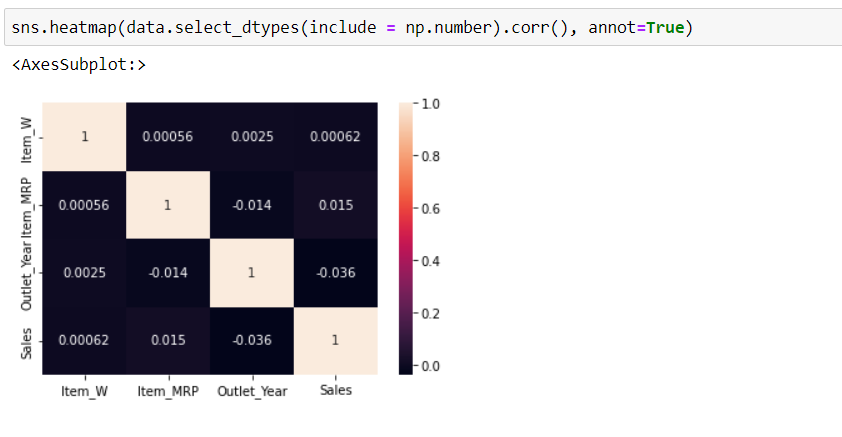 sns.heatmap(data.select_dtypes(include = np.number).corr(), annot=True)
<AxesSubplot:>
Item_W
1
0.00056
0.0025
0.00062
Item_MRP
0.00056
1
-0.014
0.015
Outlet_Year
0.0025
-0.014
1
-0.036
Sales
0.00062
0.015
-0.036
1
Item_W
Item_MRP
Outlet_Year
Sales
1.0
0.8
0.6
0.4
0.2
0.0